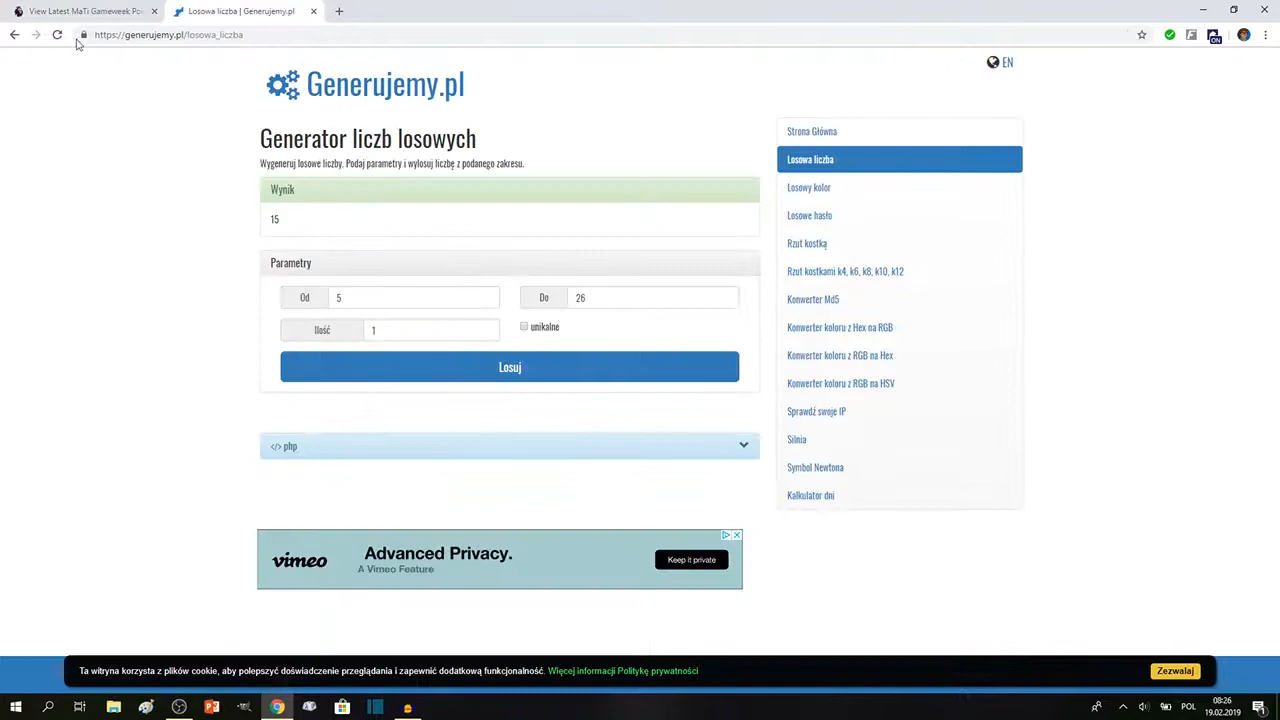 View Latest MaTi Gameweek Po
Losowa liczba | Generujemy.pl
https://generujemy.pl/losowa_liczba
ON
EN
Generujemy.pl
Generator liczb losowych
Wygeneruj losowe liczby. Podaj parametry i wylosuj liczbę z podanego zakresu.
Wynik
15
Parametry
Od 5 Do 26
Ilość 1 unikalne
Losuj
</> php
Strona Główna
Losowa liczba
Losowy kolor
Losowe hasło
Rzut kostką
Rzut kostkami k4, k6, k8, k10, k12
Konwerter Md5
Konwerter koloru z Hex na RGB
Konwerter koloru z RGB na Hex
Konwerter koloru z RGB na HSV
Sprawdź swoje IP
Silnia
Symbol Newtona
Kalkulator dni
vimeo
Advanced Privacy.
A Vimeo Feature
Keep it private
Ta witryna korzysta z plików cookie, aby polepszyć doświadczenie przeglądania i zapewnić dodatkową funkcjonalność. Więcej informacji Politykę prywatności
Zezwalaj
POL
08:26
19.02.2019